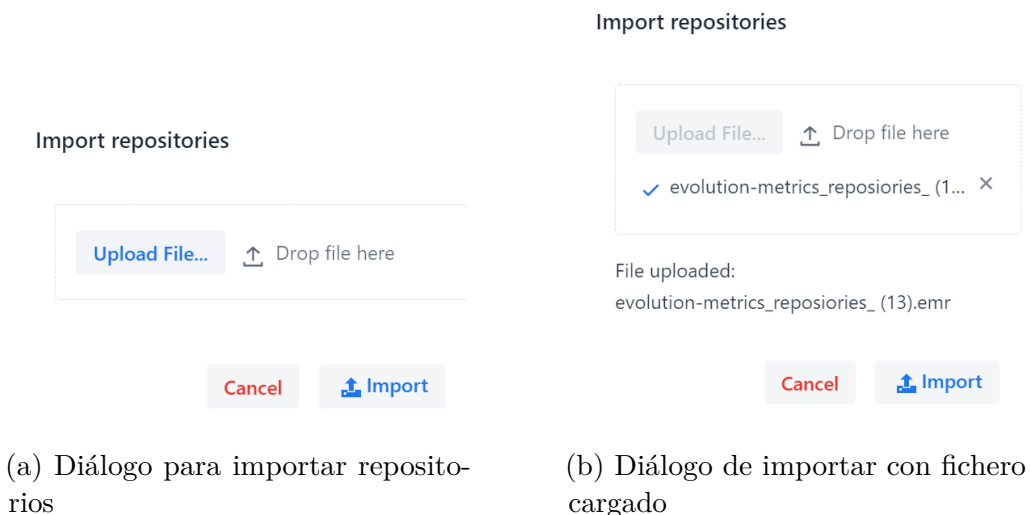 Import repositories
Upload File...
Drop file here
Cancel
Import
(a) Diálogo para importar reposito-
rios
Import repositories
Upload File...
Drop file here
evolution-metrics_reposiories_ (1...
File uploaded:
evolution-metrics_reposiories_ (13).emr
Cancel
Import
(b) Diálogo de importar con fichero
cargado